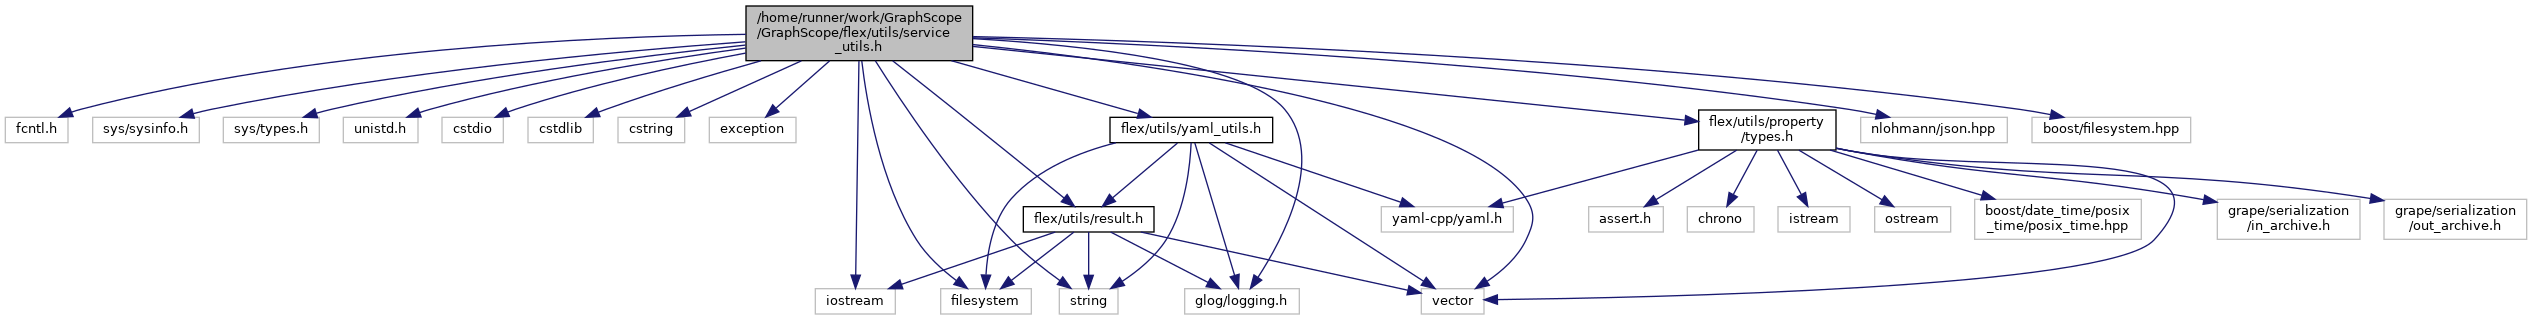 /home/runner/work/GraphScope
/GraphScope/flex/utils/service
_utils.h
fcntl.h
sys/sysinfo.h
sys/types.h
unistd.h
cstdio
cstdlib
cstring
exception
flex/utils/yaml_utils.h
flex/utils/property
/types.h
nlohmann/json.hpp
boost/filesystem.hpp
flex/utils/result.h
yaml-cpp/yaml.h
assert.h
chrono
istream
ostream
boost/date_time/posix
_time/posix_time.hpp
grape/serialization
/in_archive.h
grape/serialization
/out_archive.h
iostream
filesystem
string
glog/logging.h
vector